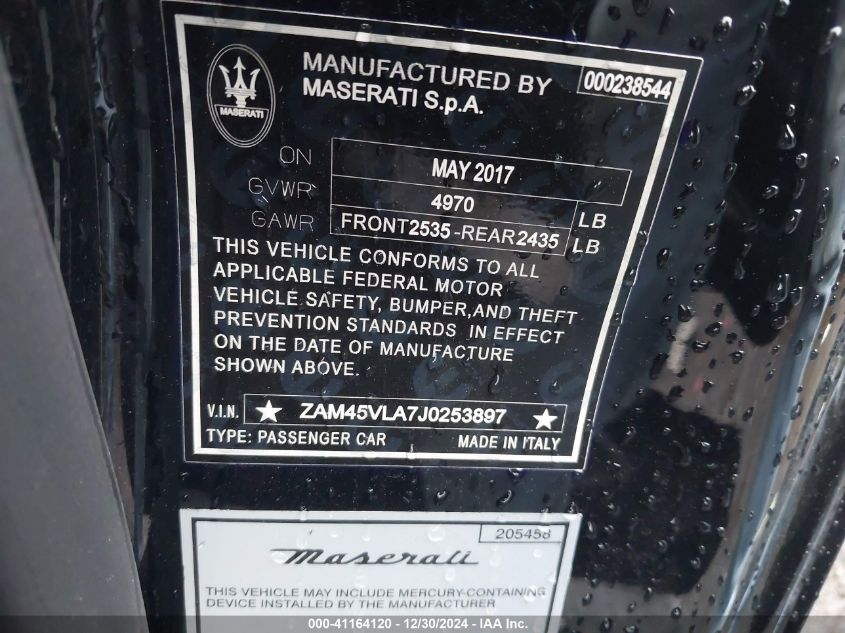 MASERATI
MANUFACTURED BY
MASERATI S.p.A.
000238544
ON MAY 2017
GVWR 4970 LB
GAWR FRONT2535-REAR2435 LB
THIS VEHICLE CONFORMS TO ALL
APPLICABLE FEDERAL MOTOR
VEHICLE SAFETY, BUMPER, AND THEFT
PREVENTION STANDARDS IN EFFECT
ON THE DATE OF MANUFACTURE
SHOWN ABOVE.
V.I.N. ★ ZAM45VLA7J0253897 ★
TYPE: PASSENGER CAR MADE IN ITALY
205458
Maserati
THIS VEHICLE MAY INCLUDE MERCURY-CONTAINING
DEVICE INSTALLED BY THE MANUFACTURER
000-41164120 - 12/30/2024 - IAA Inc.